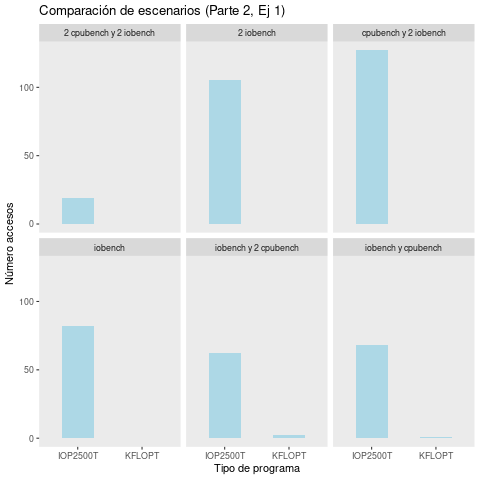 Comparación de escenarios (Parte 2, Ej 1)
2 cpubench y 2 iobench
2 iobench
cpubench y 2 iobench
100
50
0
iobench
iobench y 2 cpubench
iobench y cpubench
100
50
0
IOP2500T KFLOPT
IOP2500T KFLOPT
IOP2500T KFLOPT
Tipo de programa
Número accesos